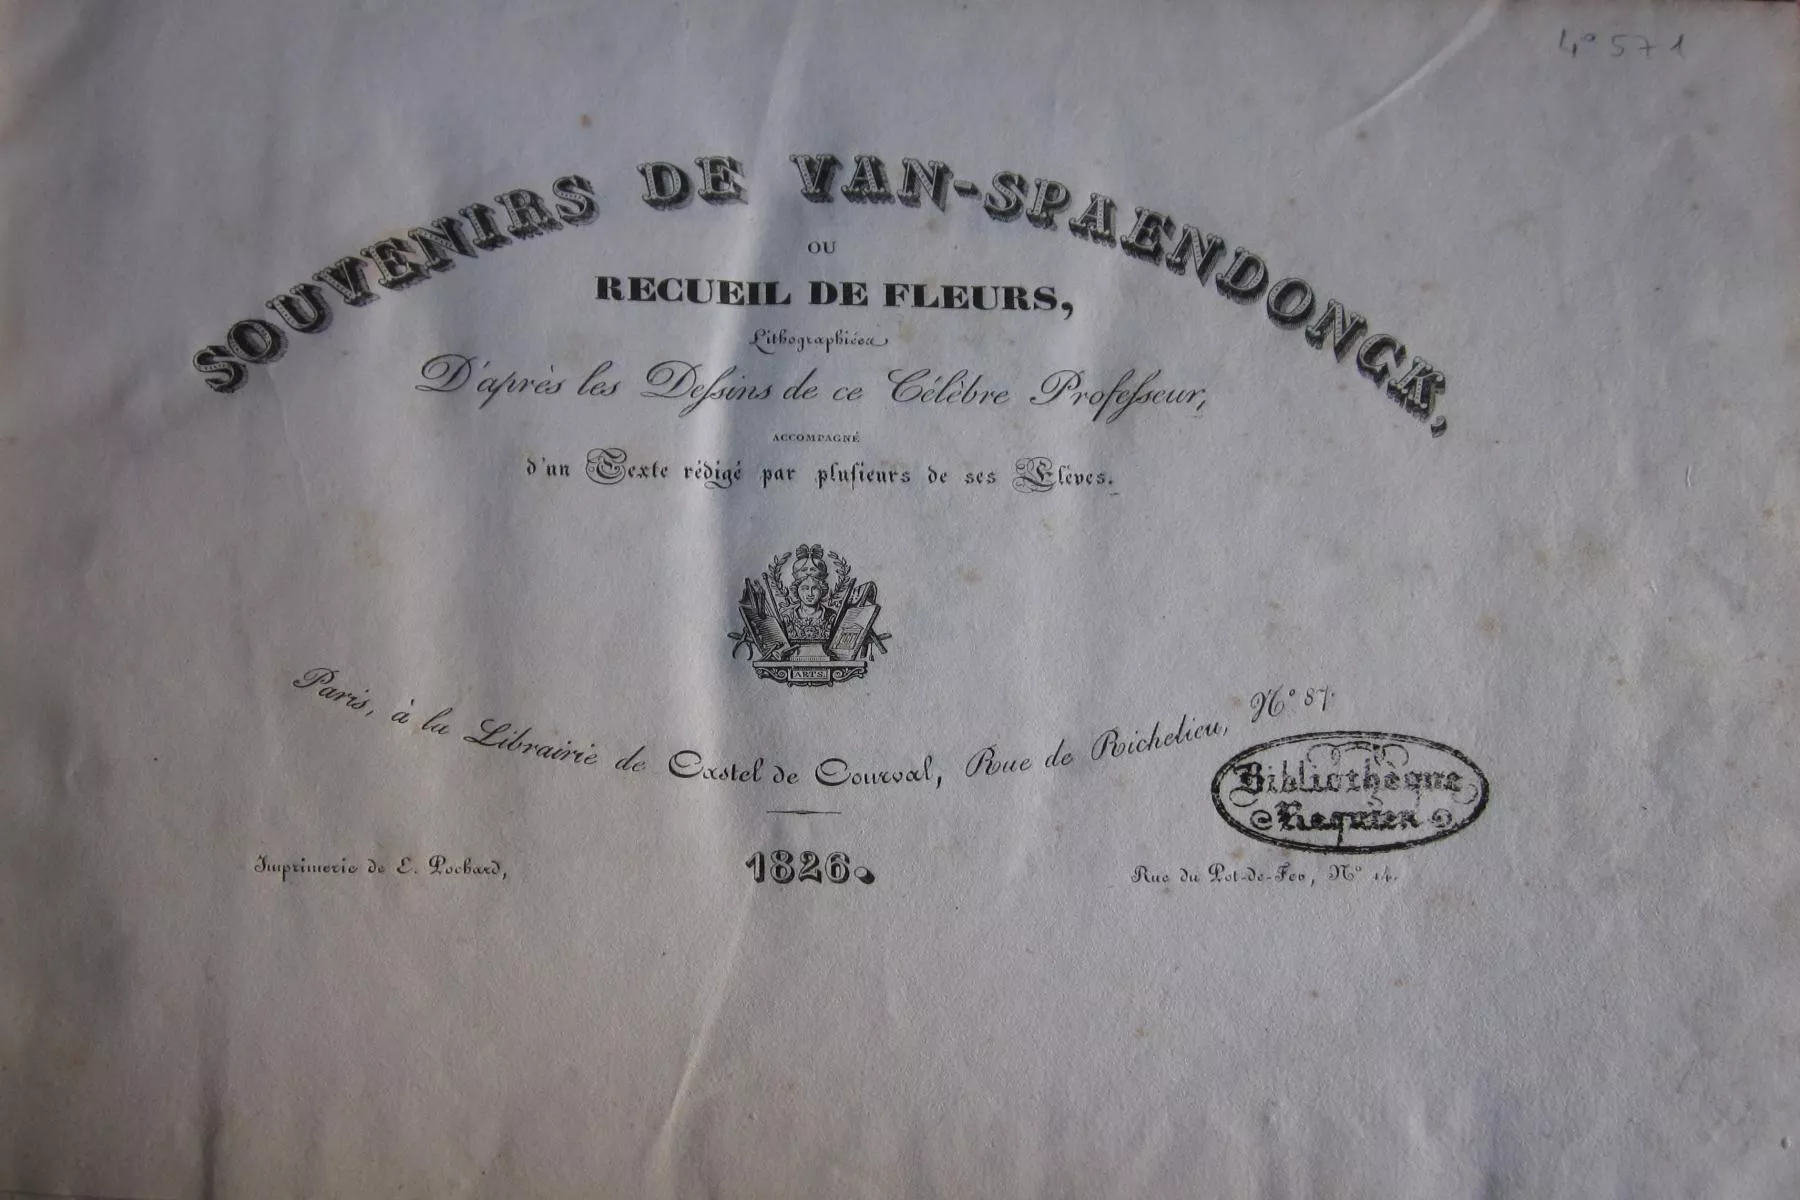 4° 571
SOUVENIRS DE VAN-SPAENDONCK,
OU
RECUEIL DE FLEURS,
Lithographiées
D'après les Deſsins de ce Célèbre Profeſseur,
ACCOMPAGNÉ
d'un Texte rédigé par pluſieurs de ses Elèves.
ARTS.
Paris, à la Librairie de Castel de Courval, Rue de Richelieu, N° 87.
Bibliothèque
Requien
1826.
Imprimerie de E. Pochard,
Rue du Pot-de-Fer, N° 14.